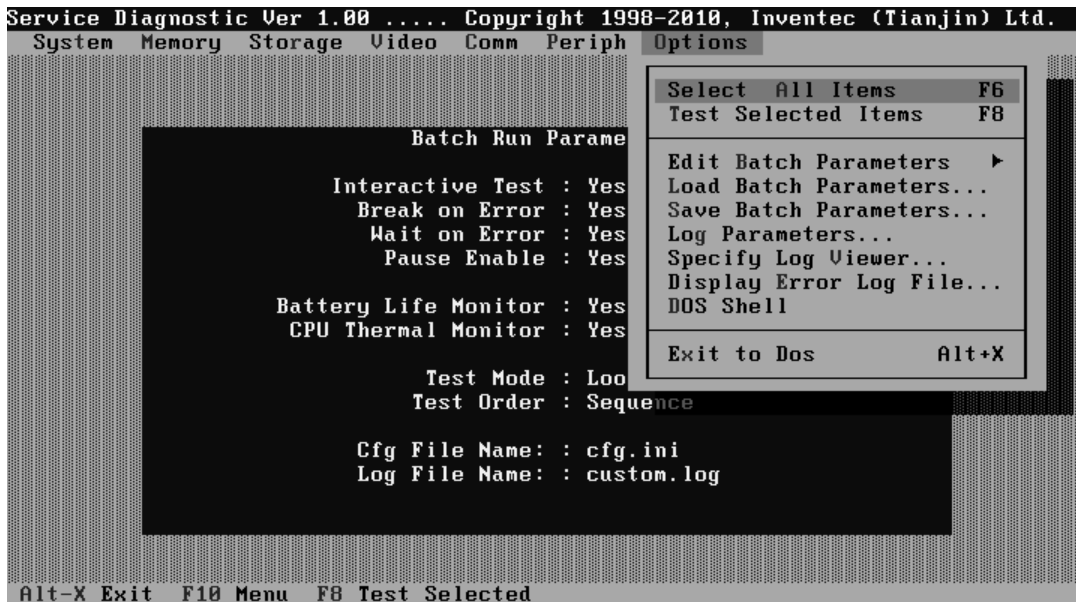 Service Diagnostic Ver 1.00 ..... Copyright 1998-2010, Inventec (Tianjin) Ltd.
System Memory Storage Video Comm Periph Options
Select All Items F6
Test Selected Items F8
Edit Batch Parameters ►
Load Batch Parameters...
Save Batch Parameters...
Log Parameters...
Specify Log Viewer...
Display Error Log File...
DOS Shell
Exit to Dos Alt+X
Batch Run Parame
Interactive Test : Yes
Break on Error : Yes
Wait on Error : Yes
Pause Enable : Yes
Battery Life Monitor : Yes
CPU Thermal Monitor : Yes
Test Mode : Loo
Test Order : Sequence
Cfg File Name: : cfg.ini
Log File Name: : custom.log
Alt-X Exit F10 Menu F8 Test Selected